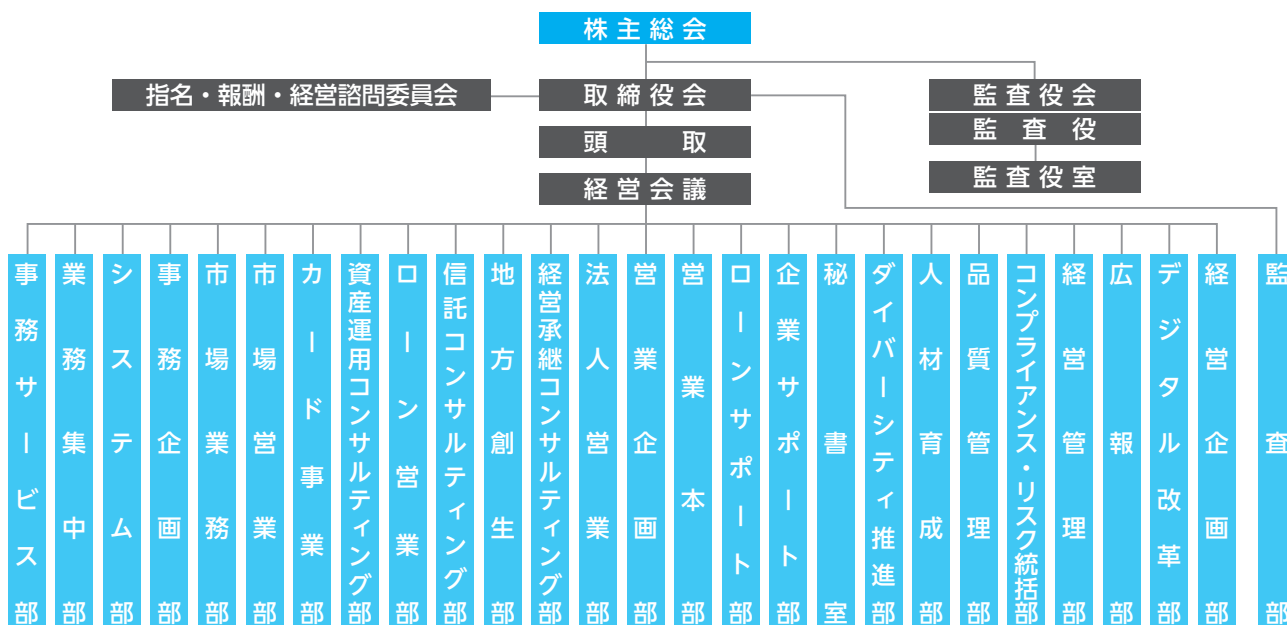 株主総会
指名・報酬・経営諮問委員会
取締役会
監査役会
監査役
頭取
監査役室
経営会議
事務サービス部
業務集中部
システム部
事務企画部
市場業務部
市場営業部
カード事業部
資産運用コンサルティング部
ローン営業部
信託コンサルティング部
地方創生部
経営承継コンサルティング部
法人営業部
営業企画部
営業本部
ローンサポート部
企業サポート部
秘書室
ダイバーシティ推進部
人材育成部
品質管理部
コンプライアンス・リスク統括部
経営管理部
広報部
デジタル改革部
経営企画部
監査部